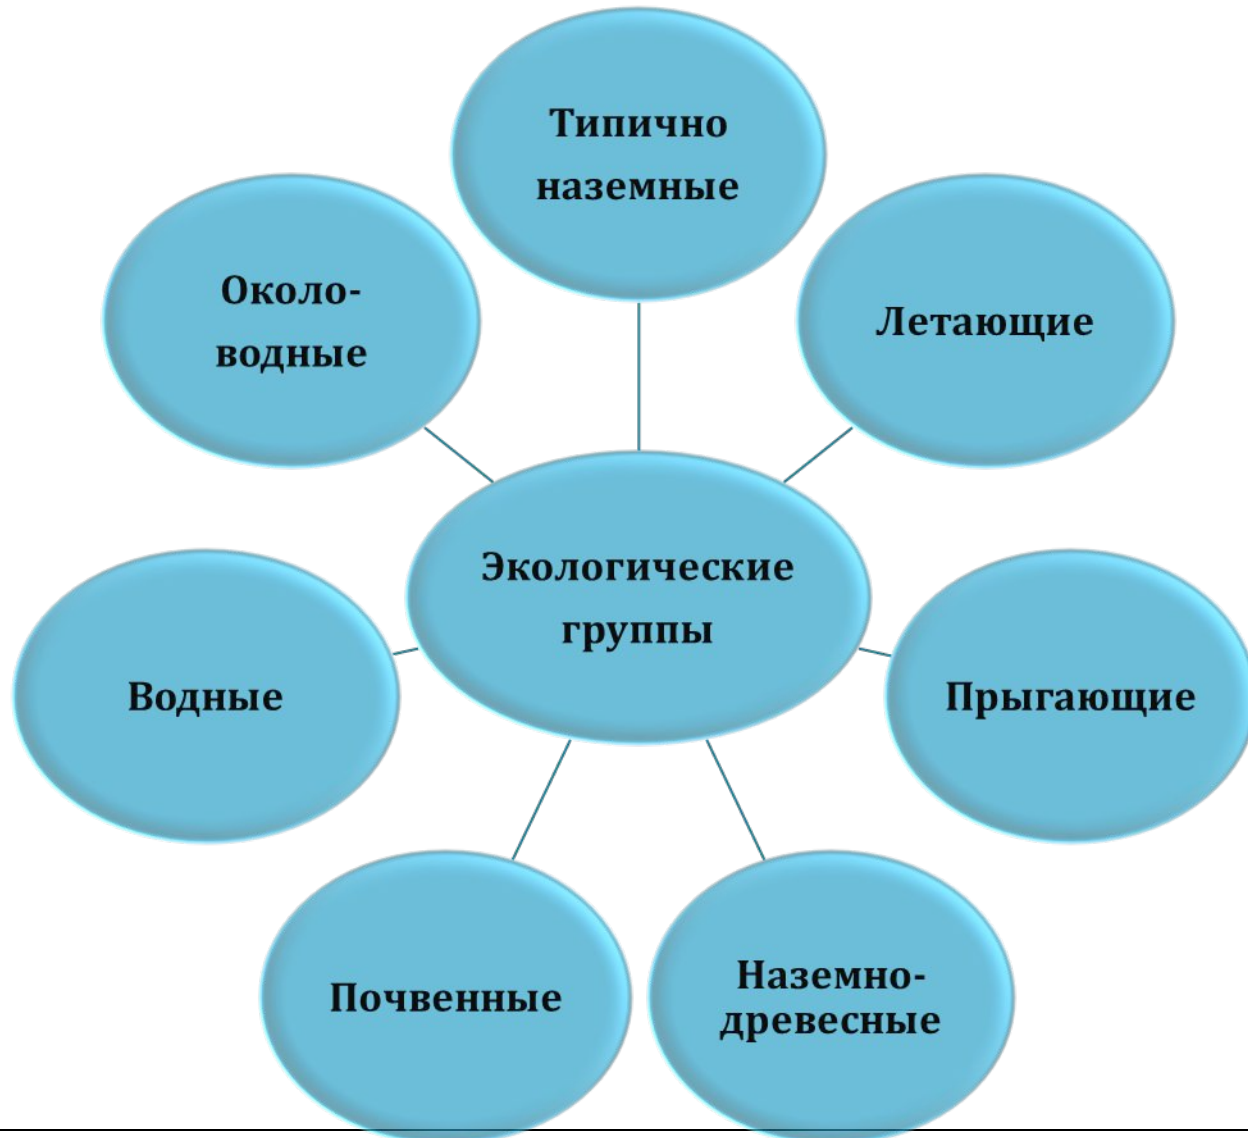 Типично
наземные
Около-
водные
Летающие
Экологические
группы
Водные
Прыгающие
Почвенные
Наземно-
древесные